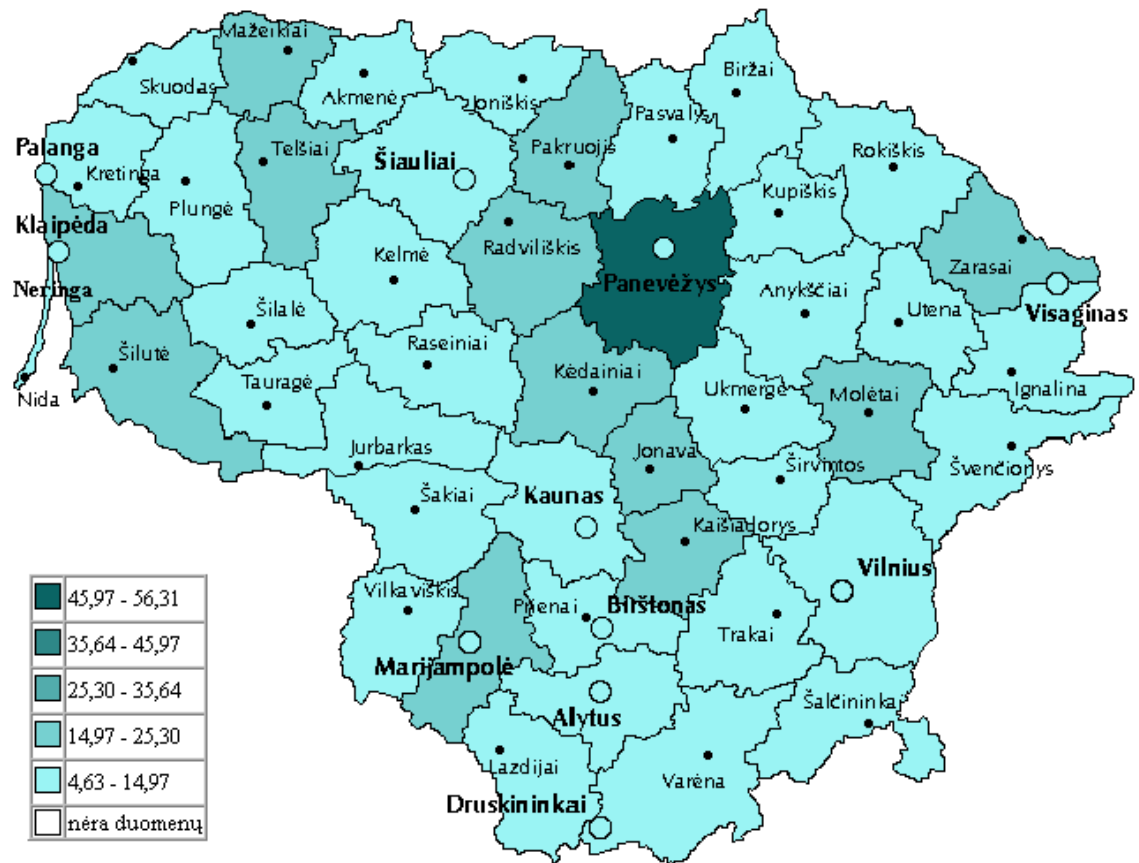 Mažeikiai
Skuodas
Akmenė
Joniškis
Biržai
Pasvalys
Palanga
Kretinga
Telšiai
Šiauliai
Pakruojis
Rokiškis
Plungė
Kupiškis
Klaipėda
Kelmė
Radviliškis
Zarasai
Neringa
Panevėžys
Anykščiai
Utena
Visaginas
Šilalė
Raseiniai
Šilutė
Nida
Tauragė
Kėdainiai
Ukmergė
Molėtai
Ignalina
Jurbarkas
Jonava
Širvintos
Švenčionys
Šakiai
Kaunas
Kaišiadorys
Vilnius
Vilkaviškis
Prienai
Birštonas
Trakai
Marijampolė
Alytus
Šalčininkai
Lazdijai
Varėna
Druskininkai
45,97 - 56,31
35,64 - 45,97
25,30 - 35,64
14,97 - 25,30
4,63 - 14,97
nėra duomenų